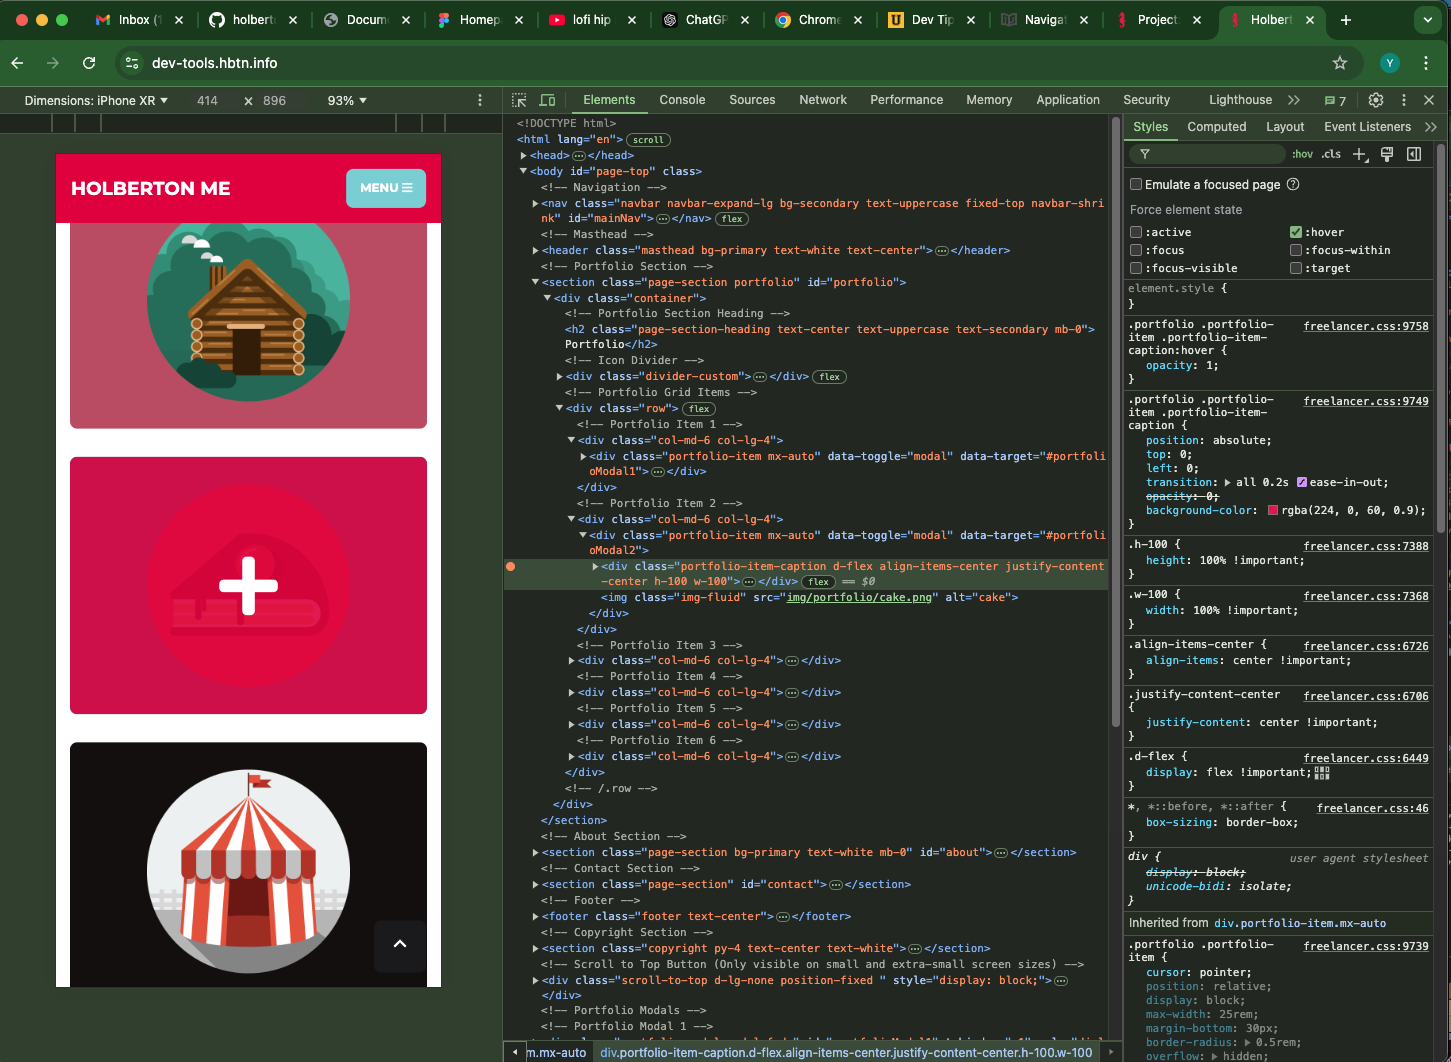 Inbox (1
holbert
Docum
Homep
lofi hip
ChatGP
Chrome
Dev Tip
Navigat
Project:
Holbert
dev-tools.hbtn.info
Y
Dimensions: iPhone XR
414 × 896
93%
Elements Console Sources Network Performance Memory Application Security Lighthouse
7
HOLBERTON ME
MENU
<!DOCTYPE html>
<html lang="en"> scroll
<head> </head>
<body id="page-top" class>
<!-- Navigation -->
<nav class="navbar navbar-expand-lg bg-secondary text-uppercase fixed-top navbar-shri
nk" id="mainNav"> </nav> flex
<!-- Masthead -->
<header class="masthead bg-primary text-white text-center"> </header>
<!-- Portfolio Section -->
<section class="page-section portfolio" id="portfolio">
<div class="container">
<!-- Portfolio Section Heading -->
<h2 class="page-section-heading text-center text-uppercase text-secondary mb-0">
Portfolio</h2>
<!-- Icon Divider -->
<div class="divider-custom"> </div> flex
<!-- Portfolio Grid Items -->
<div class="row"> flex
<!-- Portfolio Item 1 -->
<div class="col-md-6 col-lg-4">
<div class="portfolio-item mx-auto" data-toggle="modal" data-target="#portfoli
oModal1"> </div>
</div>
<!-- Portfolio Item 2 -->
<div class="col-md-6 col-lg-4">
<div class="portfolio-item mx-auto" data-toggle="modal" data-target="#portfoli
oModal2">
<div class="portfolio-item-caption d-flex align-items-center justify-content
-center h-100 w-100"> </div> flex == $0
<img class="img-fluid" src="img/portfolio/cake.png" alt="cake">
</div>
</div>
<!-- Portfolio Item 3 -->
<div class="col-md-6 col-lg-4"> </div>
<!-- Portfolio Item 4 -->
<div class="col-md-6 col-lg-4"> </div>
<!-- Portfolio Item 5 -->
<div class="col-md-6 col-lg-4"> </div>
<!-- Portfolio Item 6 -->
<div class="col-md-6 col-lg-4"> </div>
</div>
<!-- /.row -->
</div>
</section>
<!-- About Section -->
<section class="page-section bg-primary text-white mb-0" id="about"> </section>
<!-- Contact Section -->
<section class="page-section" id="contact"> </section>
<!-- Footer -->
<footer class="footer text-center"> </footer>
<!-- Copyright Section -->
<section class="copyright py-4 text-center text-white"> </section>
<!-- Scroll to Top Button (Only visible on small and extra-small screen sizes) -->
<div class="scroll-to-top d-lg-none position-fixed " style="display: block;">
</div>
<!-- Portfolio Modals -->
<!-- Portfolio Modal 1 -->
m.mx-auto div.portfolio-item-caption.d-flex.align-items-center.justify-content-center.h-100.w-100
Styles Computed Layout Event Listeners
:hov .cls
Emulate a focused page
Force element state
:active :hover
:focus :focus-within
:focus-visible :target
element.style {
}
.portfolio .portfolio- freelancer.css:9758
item .portfolio-item-
caption:hover {
opacity: 1;
}
.portfolio .portfolio- freelancer.css:9749
item .portfolio-item-
caption {
position: absolute;
top: 0;
left: 0;
transition: all 0.2s ease-in-out;
opacity: 0;
background-color: rgba(224, 0, 60, 0.9);
}
.h-100 { freelancer.css:7388
height: 100% !important;
}
.w-100 { freelancer.css:7368
width: 100% !important;
}
.align-items-center { freelancer.css:6726
align-items: center !important;
}
.justify-content-center freelancer.css:6706
{
justify-content: center !important;
}
.d-flex { freelancer.css:6449
display: flex !important;
}
*, *::before, *::after { freelancer.css:46
box-sizing: border-box;
}
div { user agent stylesheet
display: block;
unicode-bidi: isolate;
}
Inherited from div.portfolio-item.mx-auto
.portfolio .portfolio- freelancer.css:9739
item {
cursor: pointer;
position: relative;
display: block;
max-width: 25rem;
margin-bottom: 30px;
border-radius: 0.5rem;
overflow: hidden;